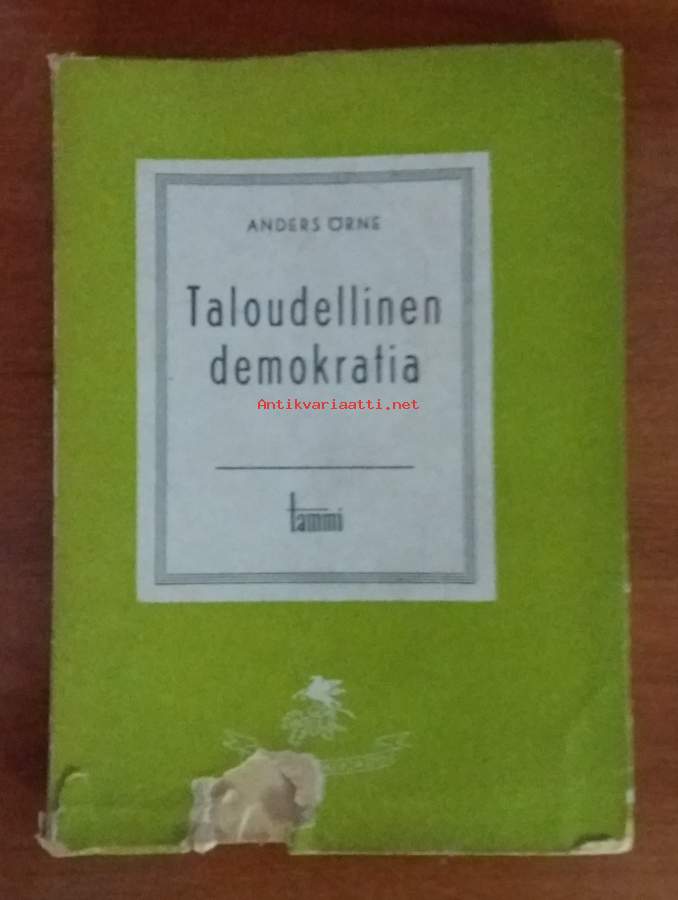 ANDERS ÖRNE
Taloudellinen
demokratia
Antikvariaatti.net
tammi